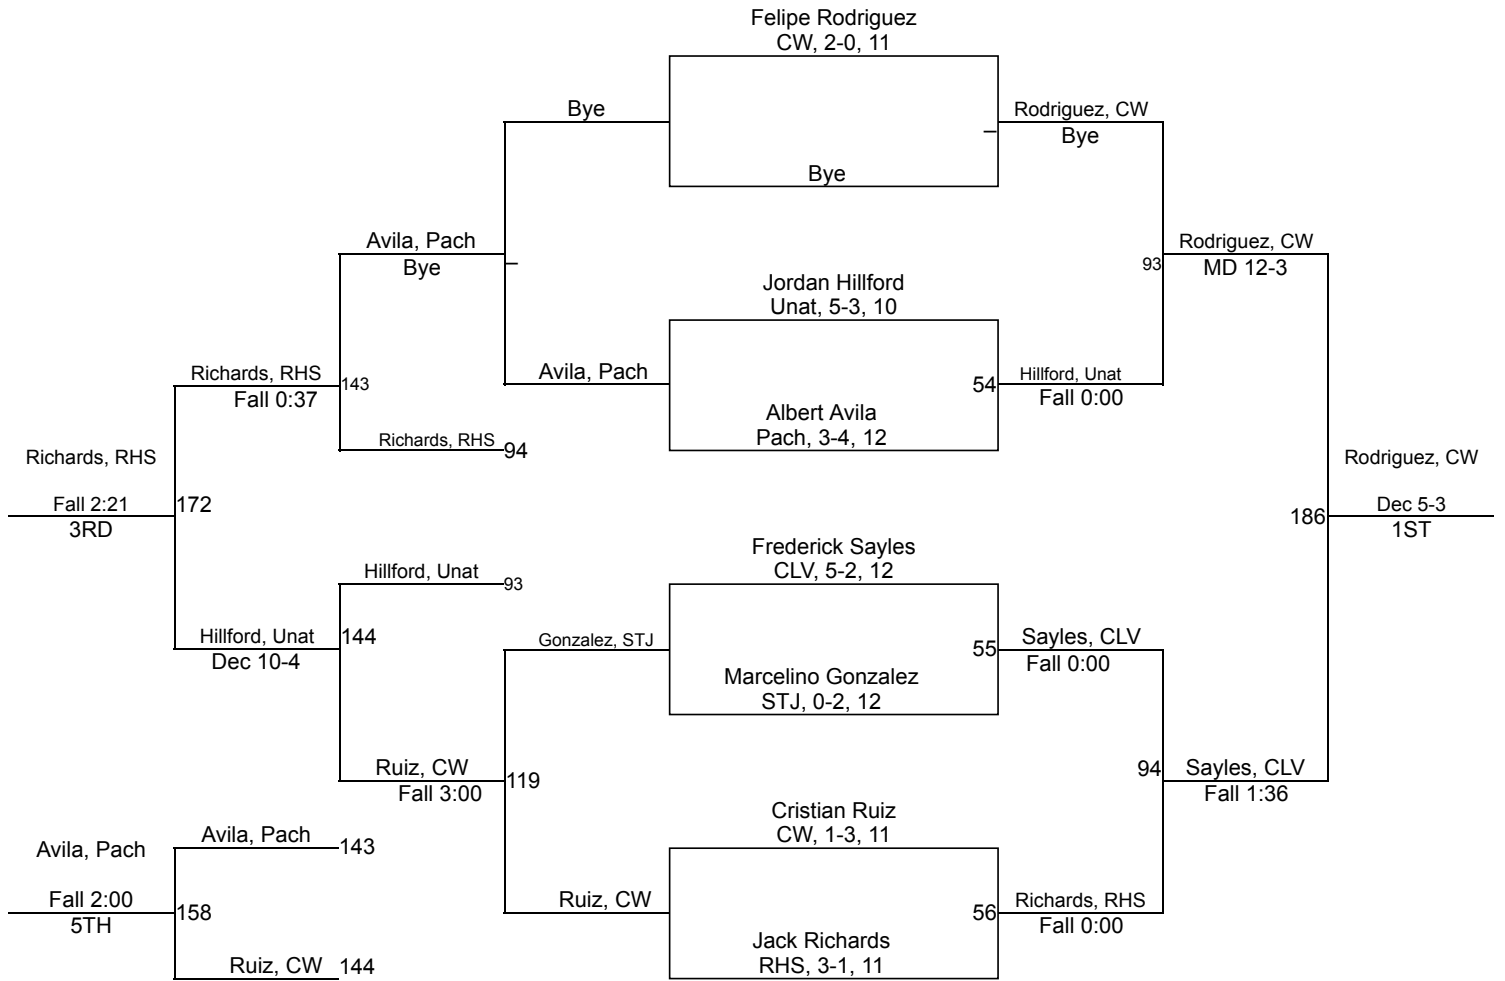 Felipe Rodriguez
CW, 2-0, 11
Bye
Rodriguez, CW
Bye
Bye
Avila, Pach
Bye
Rodriguez, CW
MD 12-3
93
Jordan Hillford
Unat, 5-3, 10
Richards, RHS
Fall 0:37
143
Avila, Pach
54
Hillford, Unat
Fall 0:00
Albert Avila
Pach, 3-4, 12
Richards, RHS
94
Richards, RHS
Fall 2:21
3RD
172
Rodriguez, CW
186
Dec 5-3
1ST
Frederick Sayles
CLV, 5-2, 12
Hillford, Unat
93
Hillford, Unat
Dec 10-4
144
Gonzalez, STJ
55
Sayles, CLV
Fall 0:00
Marcelino Gonzalez
STJ, 0-2, 12
Ruiz, CW
Fall 3:00
119
94
Sayles, CLV
Fall 1:36
Cristian Ruiz
CW, 1-3, 11
Avila, Pach
143
Avila, Pach
Fall 2:00
5TH
158
Ruiz, CW
56
Richards, RHS
Fall 0:00
Jack Richards
RHS, 3-1, 11
Ruiz, CW
144